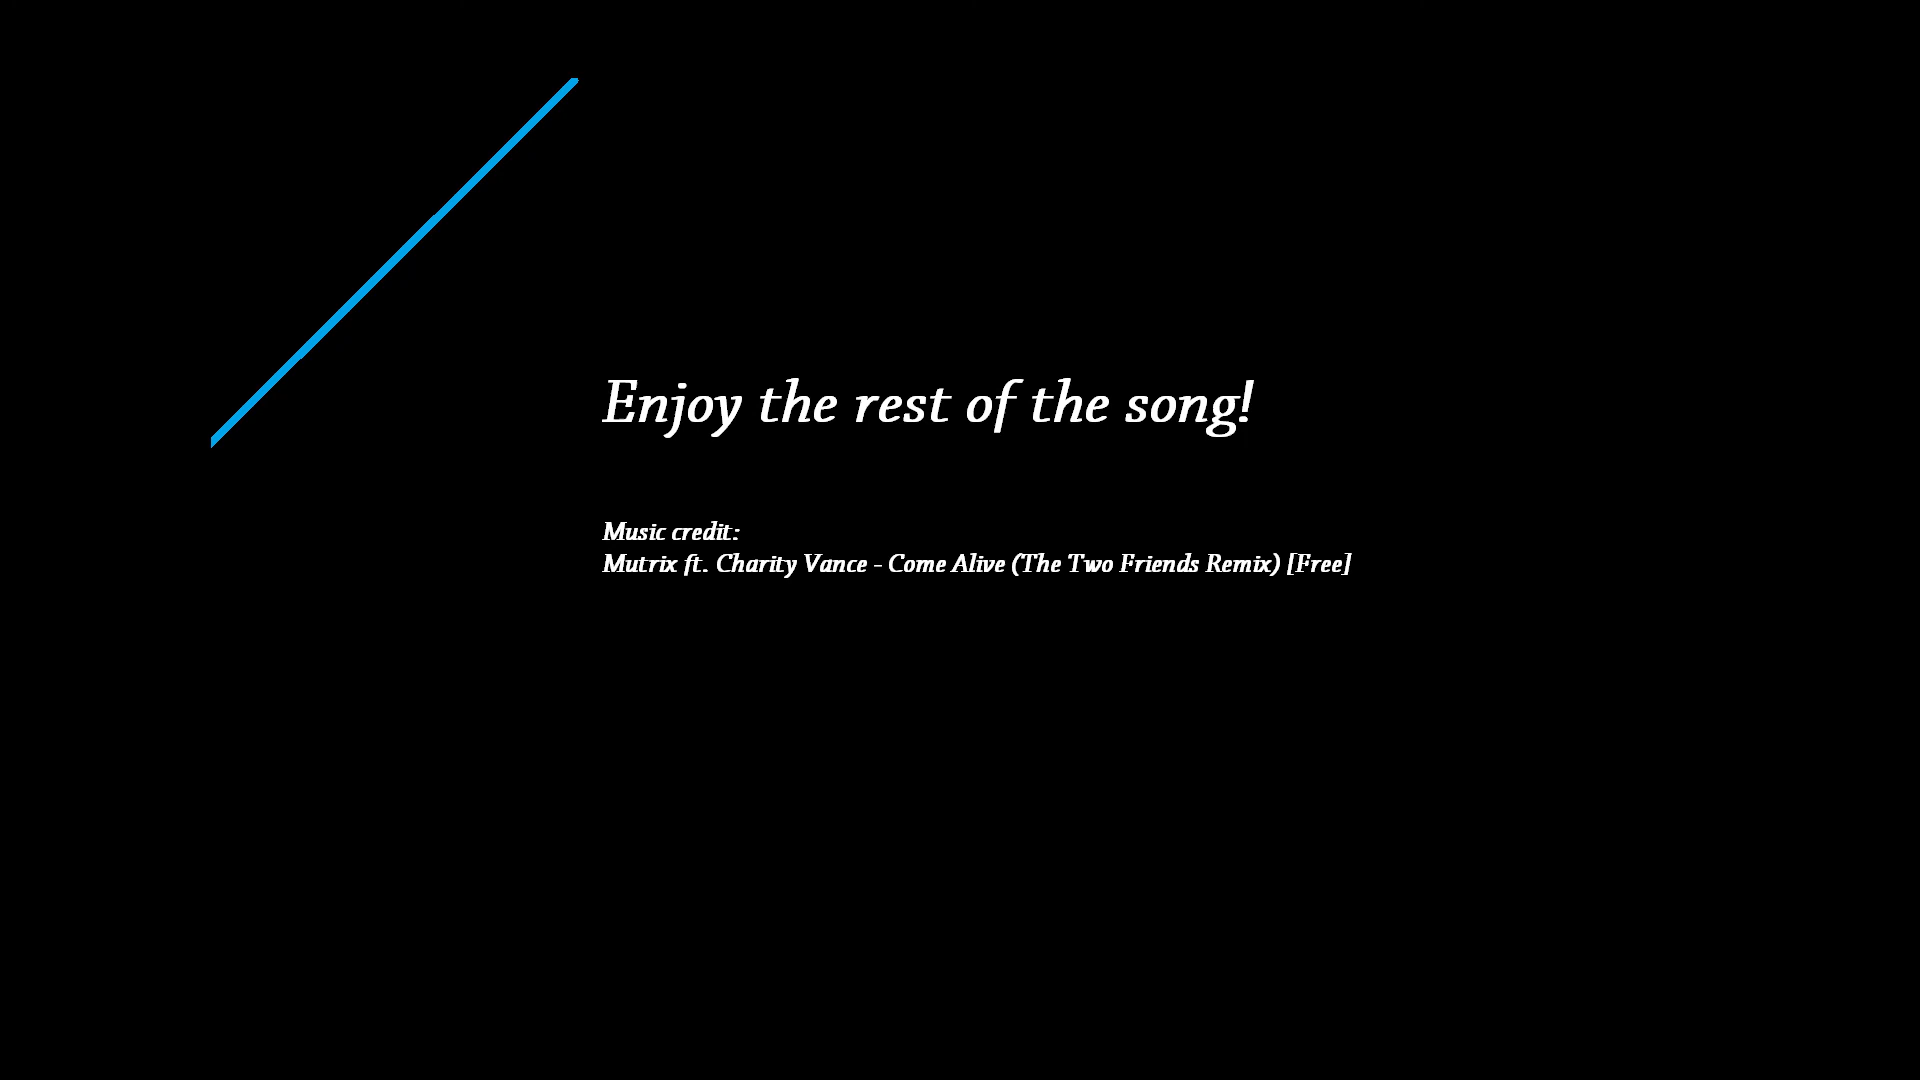 Enjoy the rest of the song!
Music credit:
Mutrix ft. Charity Vance - Come Alive (The Two Friends Remix) [Free]